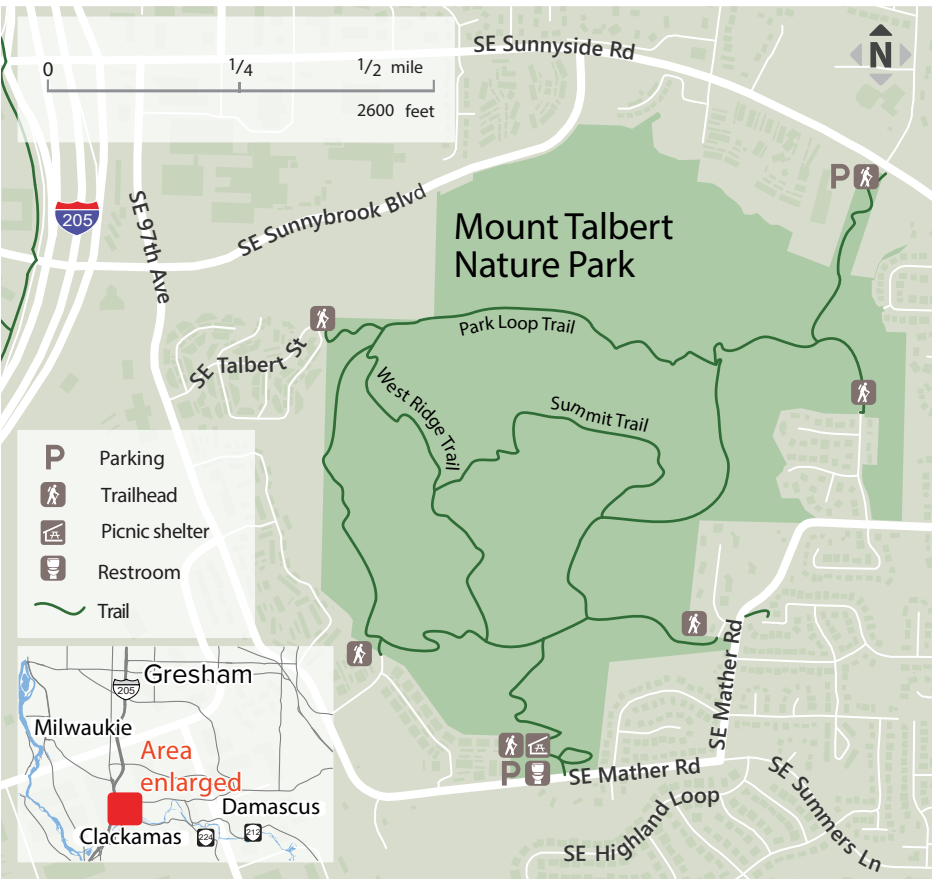 SE Sunnyside Rd
N
0 1/4 1/2 mile
2600 feet
P
205
SE 97th Ave
SE Sunnybrook Blvd
Mount Talbert
Nature Park
Park Loop Trail
SE Talbert St
West Ridge Trail
Summit Trail
P Parking
Trailhead
Picnic shelter
Restroom
Trail
SE Mather Rd
P
SE Mather Rd
SE Highland Loop
SE Summers Ln
205
Gresham
Milwaukie
Area
enlarged
Damascus
Clackamas
224
212